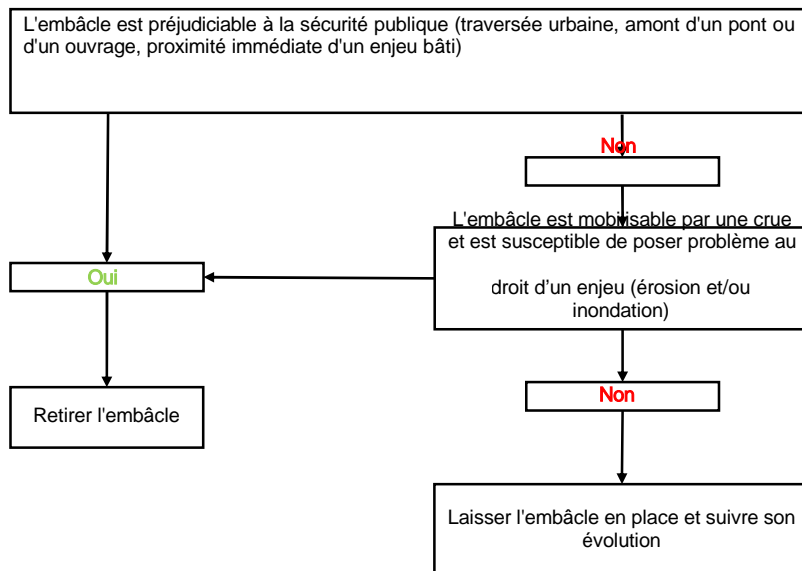 L'embâcle est préjudiciable à la sécurité publique (traversée urbaine, amont d'un pont ou
d'un ouvrage, proximité immédiate d'un enjeu bâti)
Non
L'embâcle est mobilisable par une crue
et est susceptible de poser problème au
droit d’un enjeu (érosion et/ou
inondation)
Oui
Non
Retirer l'embâcle
Laisser l'embâcle en place et suivre son
évolution